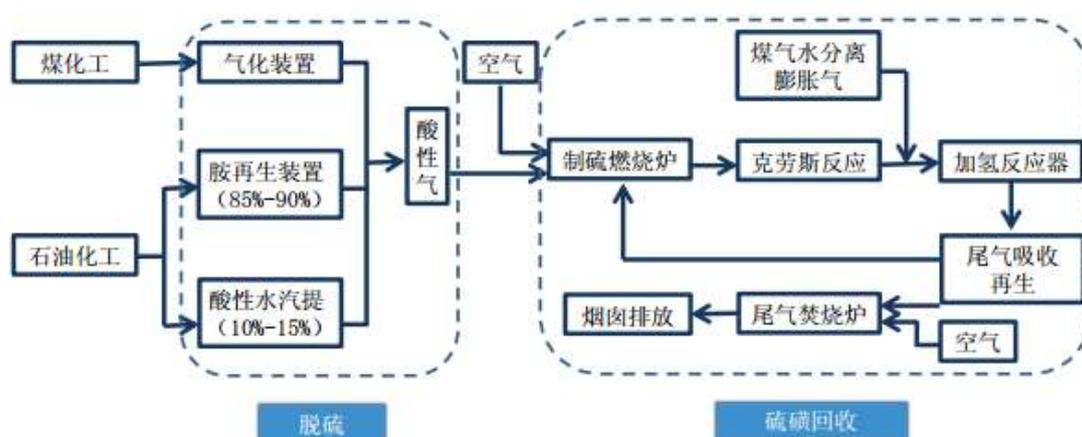 煤化工
气化装置
空气
煤气水分离
膨胀气
酸
性
气
胺再生装置
（85%-90%）
制硫燃烧炉
克劳斯反应
加氢反应器
石油化工
尾气吸收
再生
酸性水汽提
（10%-15%）
烟囱排放
尾气焚烧炉
空气
脱硫
硫磺回收